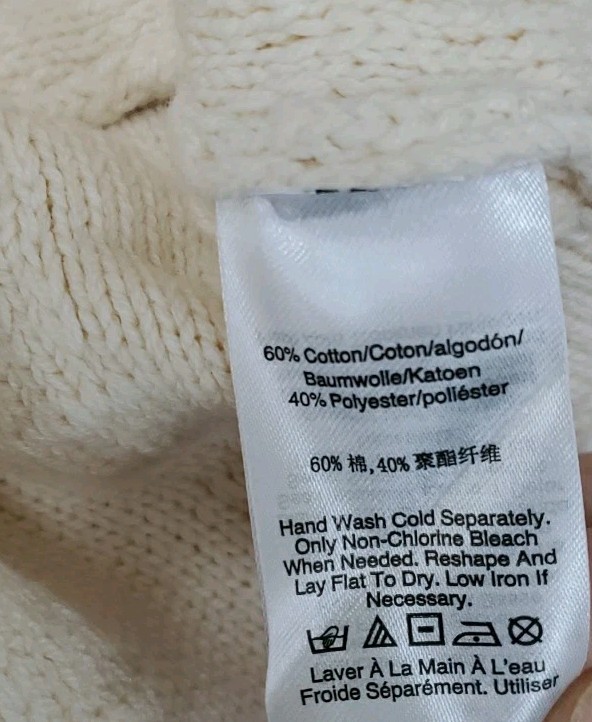 60% Cotton/Coton/algodón/
Baumwolle/Katoen
40% Polyester/poliéster
60% 棉,40% 聚酯纤维
Hand Wash Cold Separately.
Only Non-Chlorine Bleach
When Needed. Reshape And
Lay Flat To Dry. Low Iron If
Necessary.
Laver À La Main À L'eau
Froide Séparément. Utiliser